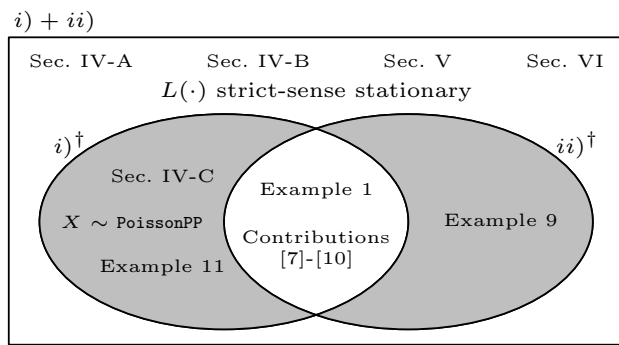 i) + ii)
Sec. IV-A Sec. IV-B Sec. V Sec. VI
L(·) strict-sense stationary
i)† ii)†
Sec. IV-C
Example 1
X ∼ PoissonPP
Example 9
Contributions
[7]-[10]
Example 11